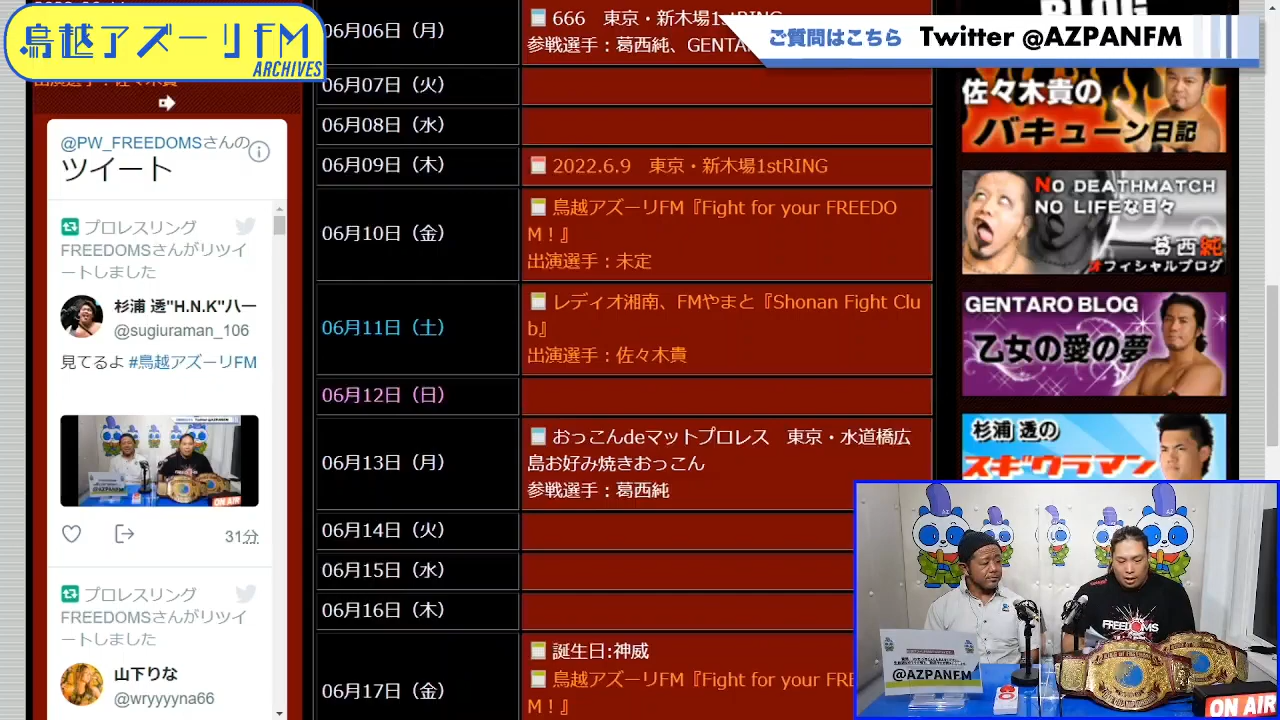 鳥越アズーリFM
ARCHIVES
ご質問はこちら Twitter @AZPANFM
@PW_FREEDOMSさんの
ツイート
プロレスリング
FREEDOMSさんがリツイ
ートしました
杉浦 透"H.N.K"ハー
@sugiuraman_106
見てるよ #鳥越アズーリFM
31分
プロレスリング
FREEDOMSさんがリツイ
ートしました
山下りな
@wryyyyna66
06月06日（月）
666 東京・新木場1stRING
参戦選手：葛西純、GENTA
06月07日（火）
06月08日（水）
06月09日（木）
2022.6.9 東京・新木場1stRING
06月10日（金）
鳥越アズーリFM『Fight for your FREEDO
M！』
出演選手：未定
06月11日（土）
レディオ湘南、FMやまと『Shonan Fight Clu
b』
出演選手：佐々木貴
06月12日（日）
06月13日（月）
おっこんdeマットプロレス 東京・水道橋広
島お好み焼きおっこん
参戦選手：葛西純
06月14日（火）
06月15日（水）
06月16日（木）
06月17日（金）
誕生日:神威
鳥越アズーリFM『Fight for your FRE
M！』
BLOG
佐々木貴の
バキューン日記
NO DEATHMATCH
NO LIFEな日々
葛西純
オフィシャルブログ
GENTARO BLOG
乙女の愛の夢
杉浦 透の
スギウラマン
FREEDOMS
@AZPANFM
ON AIR